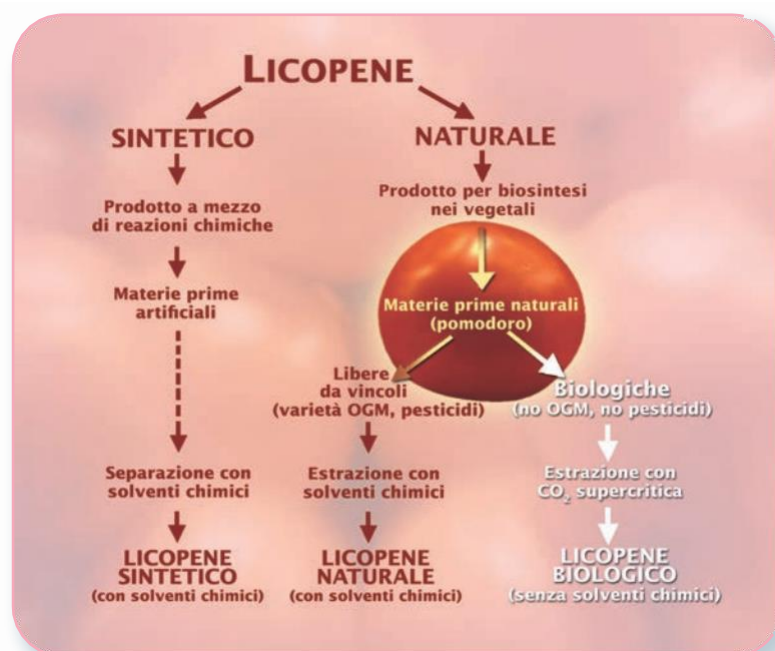 LICOPENE
SINTETICO
NATURALE
Prodotto a mezzo
di reazioni chimiche
Prodotto per biosintesi
nei vegetali
Materie prime
artificiali
Materie prime naturali
(pomodoro)
Libere
da vincoli
(varietà OGM, pesticidi)
Biologiche
(no OGM, no pesticidi)
Separazione con
solventi chimici
Estrazione con
solventi chimici
Estrazione con
CO₂ supercritica
LICOPENE
SINTETICO
(con solventi chimici)
LICOPENE
NATURALE
(con solventi chimici)
LICOPENE
BIOLOGICO
(senza solventi chimici)